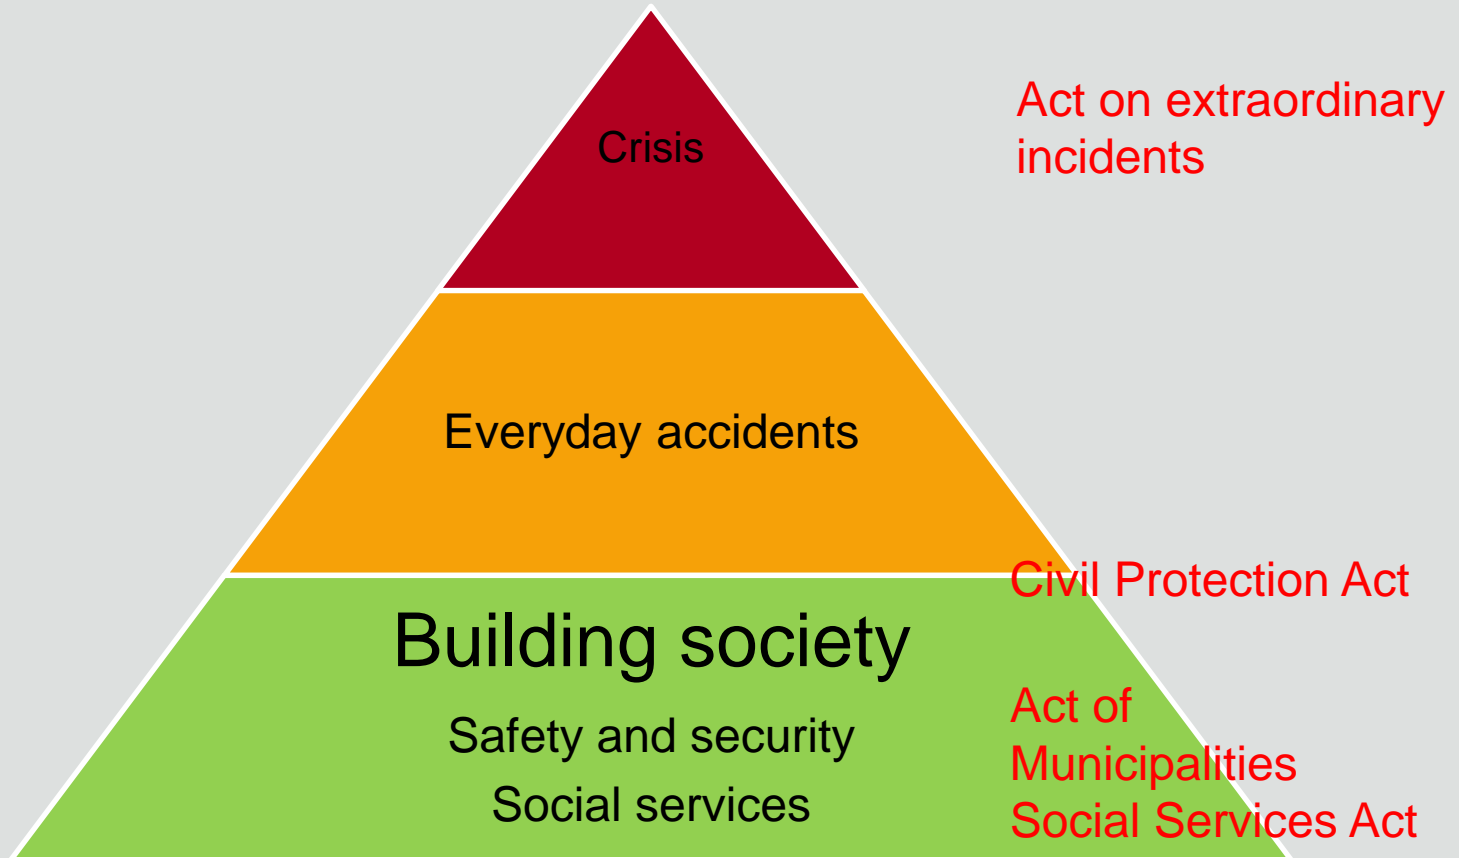 Act on extraordinary
incidents
Crisis
Everyday accidents
Civil Protection Act
Building society
Safety and security
Social services
Act of
Municipalities
Social Services Act